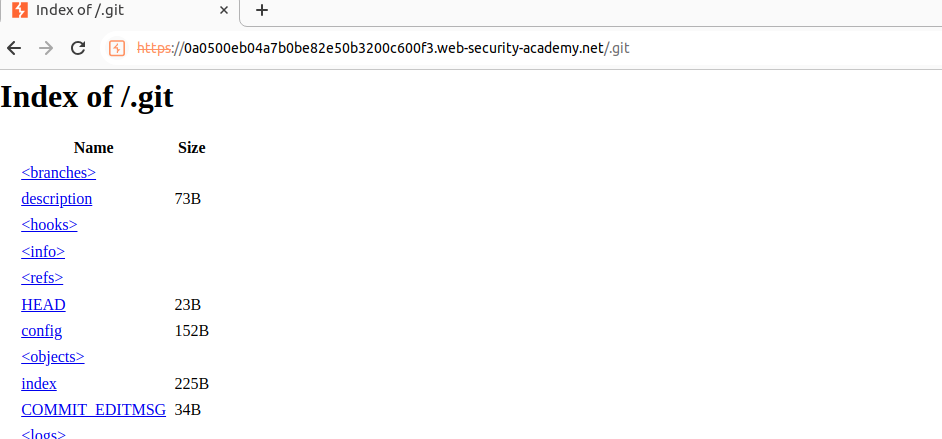 Index of /.git
https://0a0500eb04a7b0be82e50b3200c600f3.web-security-academy.net/.git
Index of /.git
Name Size
<branches>
description 73B
<hooks>
<info>
<refs>
HEAD 23B
config 152B
<objects>
index 225B
COMMIT_EDITMSG 34B
<logs>